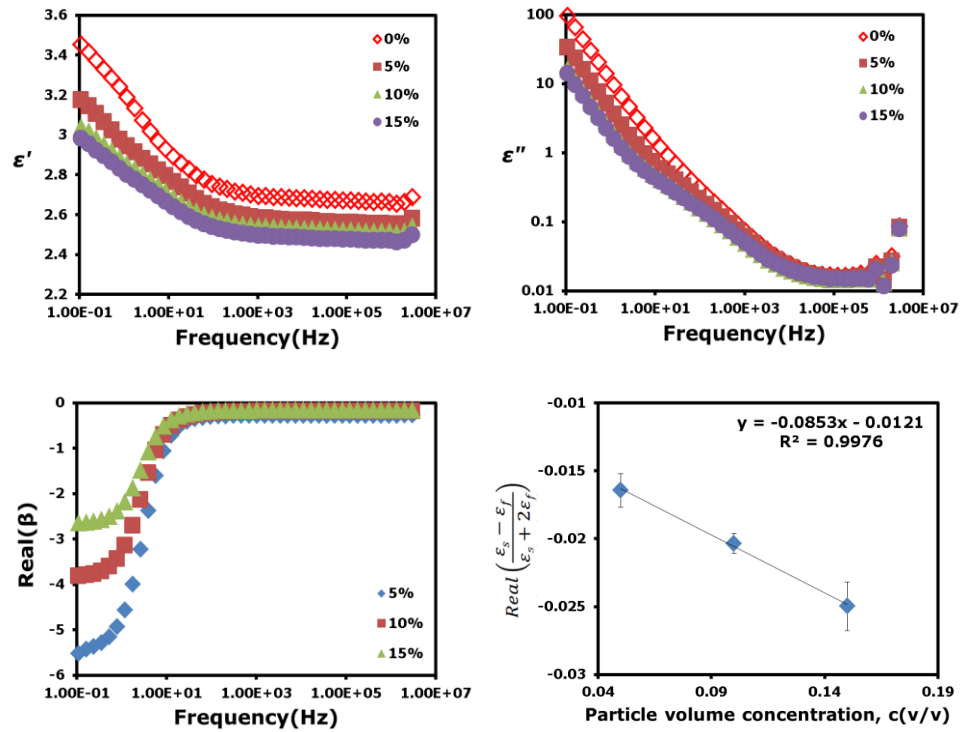 3.6
3.4
3.2
3
2.8
2.6
2.4
2.2
ε′
0%
5%
10%
15%
1.00E-01 1.00E+01 1.00E+03 1.00E+05 1.00E+07
Frequency(Hz)
100
10
1
0.1
0.01
ε″
0%
5%
10%
15%
1.00E-01 1.00E+01 1.00E+03 1.00E+05 1.00E+07
Frequency(Hz)
0
-1
-2
-3
-4
-5
-6
Real(β)
5%
10%
15%
1.00E-01 1.00E+01 1.00E+03 1.00E+05 1.00E+07
Frequency(Hz)
-0.01
-0.015
-0.02
-0.025
-0.03
y = -0.0853x - 0.0121
R² = 0.9976
Real(εs − εf / εs + 2εf)
0.04 0.09 0.14 0.19
Particle volume concentration, c(v/v)